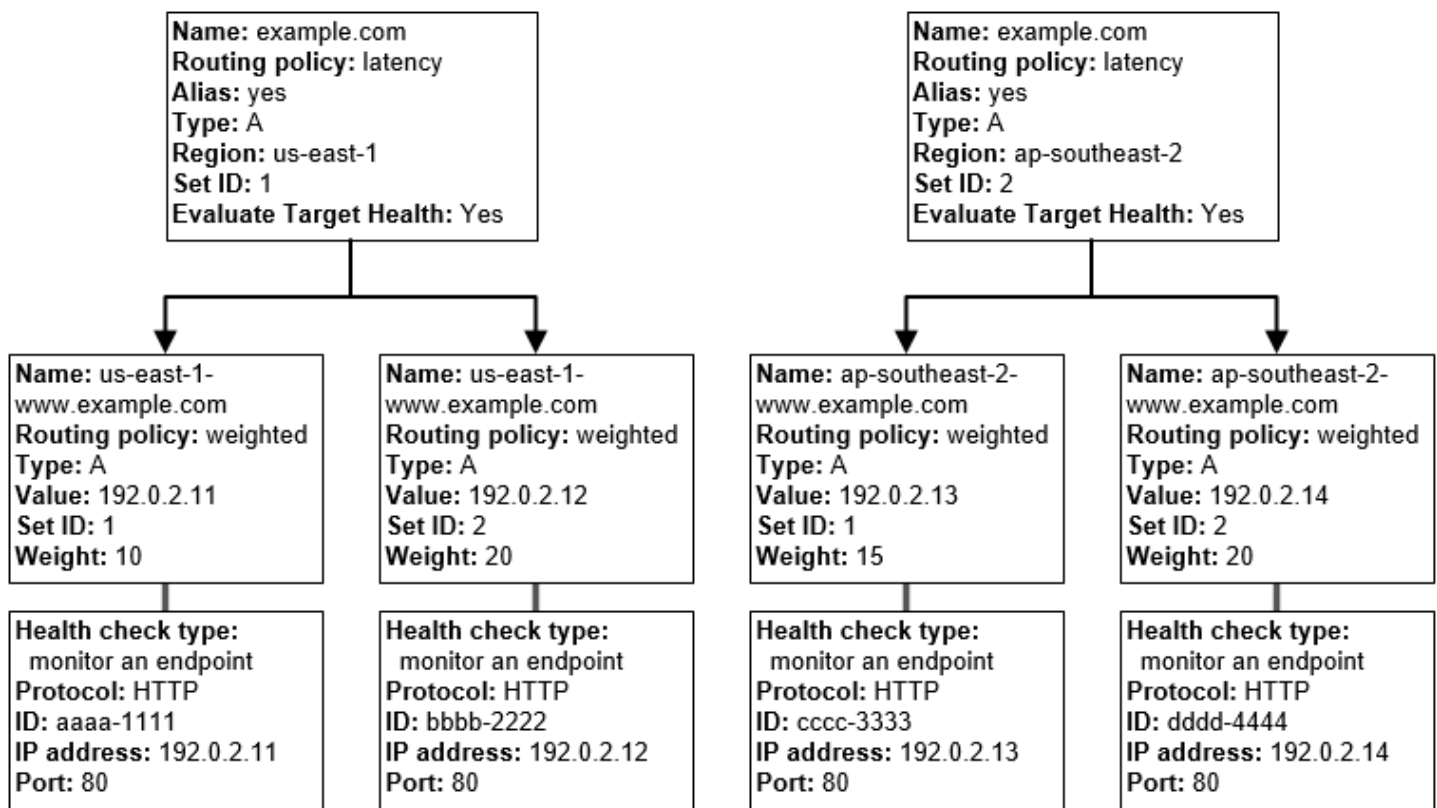 Name: example.com
Routing policy: latency
Alias: yes
Type: A
Region: us-east-1
Set ID: 1
Evaluate Target Health: Yes
Name: example.com
Routing policy: latency
Alias: yes
Type: A
Region: ap-southeast-2
Set ID: 2
Evaluate Target Health: Yes
Name: us-east-1-
www.example.com
Routing policy: weighted
Type: A
Value: 192.0.2.11
Set ID: 1
Weight: 10
Name: us-east-1-
www.example.com
Routing policy: weighted
Type: A
Value: 192.0.2.12
Set ID: 2
Weight: 20
Name: ap-southeast-2-
www.example.com
Routing policy: weighted
Type: A
Value: 192.0.2.13
Set ID: 1
Weight: 15
Name: ap-southeast-2-
www.example.com
Routing policy: weighted
Type: A
Value: 192.0.2.14
Set ID: 2
Weight: 20
Health check type:
monitor an endpoint
Protocol: HTTP
ID: aaaa-1111
IP address: 192.0.2.11
Port: 80
Health check type:
monitor an endpoint
Protocol: HTTP
ID: bbbb-2222
IP address: 192.0.2.12
Port: 80
Health check type:
monitor an endpoint
Protocol: HTTP
ID: cccc-3333
IP address: 192.0.2.13
Port: 80
Health check type:
monitor an endpoint
Protocol: HTTP
ID: dddd-4444
IP address: 192.0.2.14
Port: 80